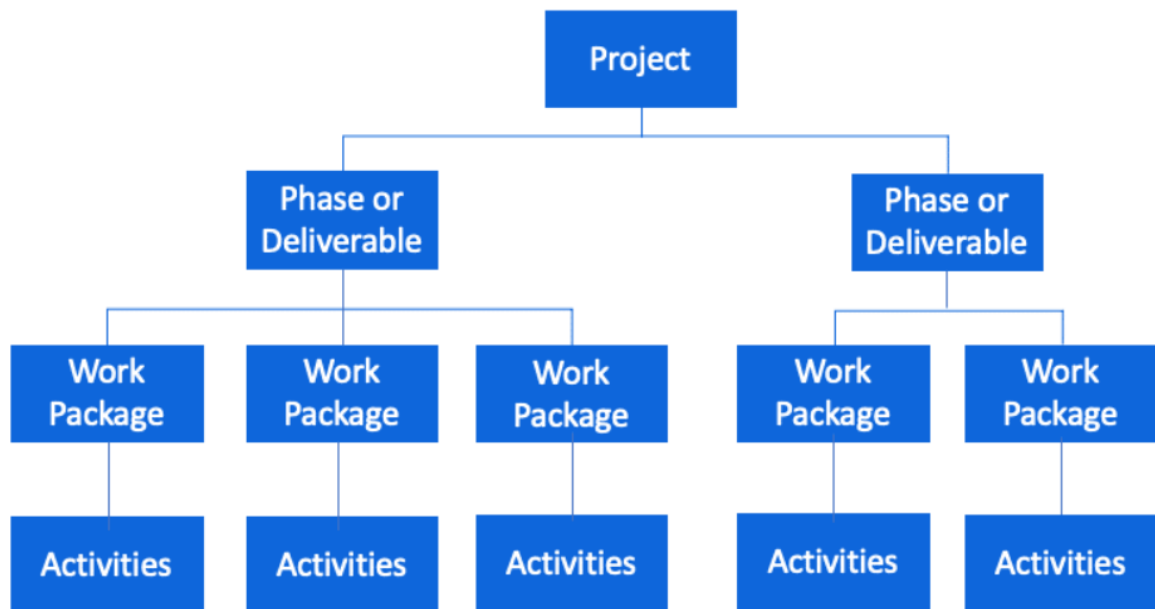 Project
Phase or
Deliverable
Phase or
Deliverable
Work
Package
Work
Package
Work
Package
Work
Package
Work
Package
Activities
Activities
Activities
Activities
Activities